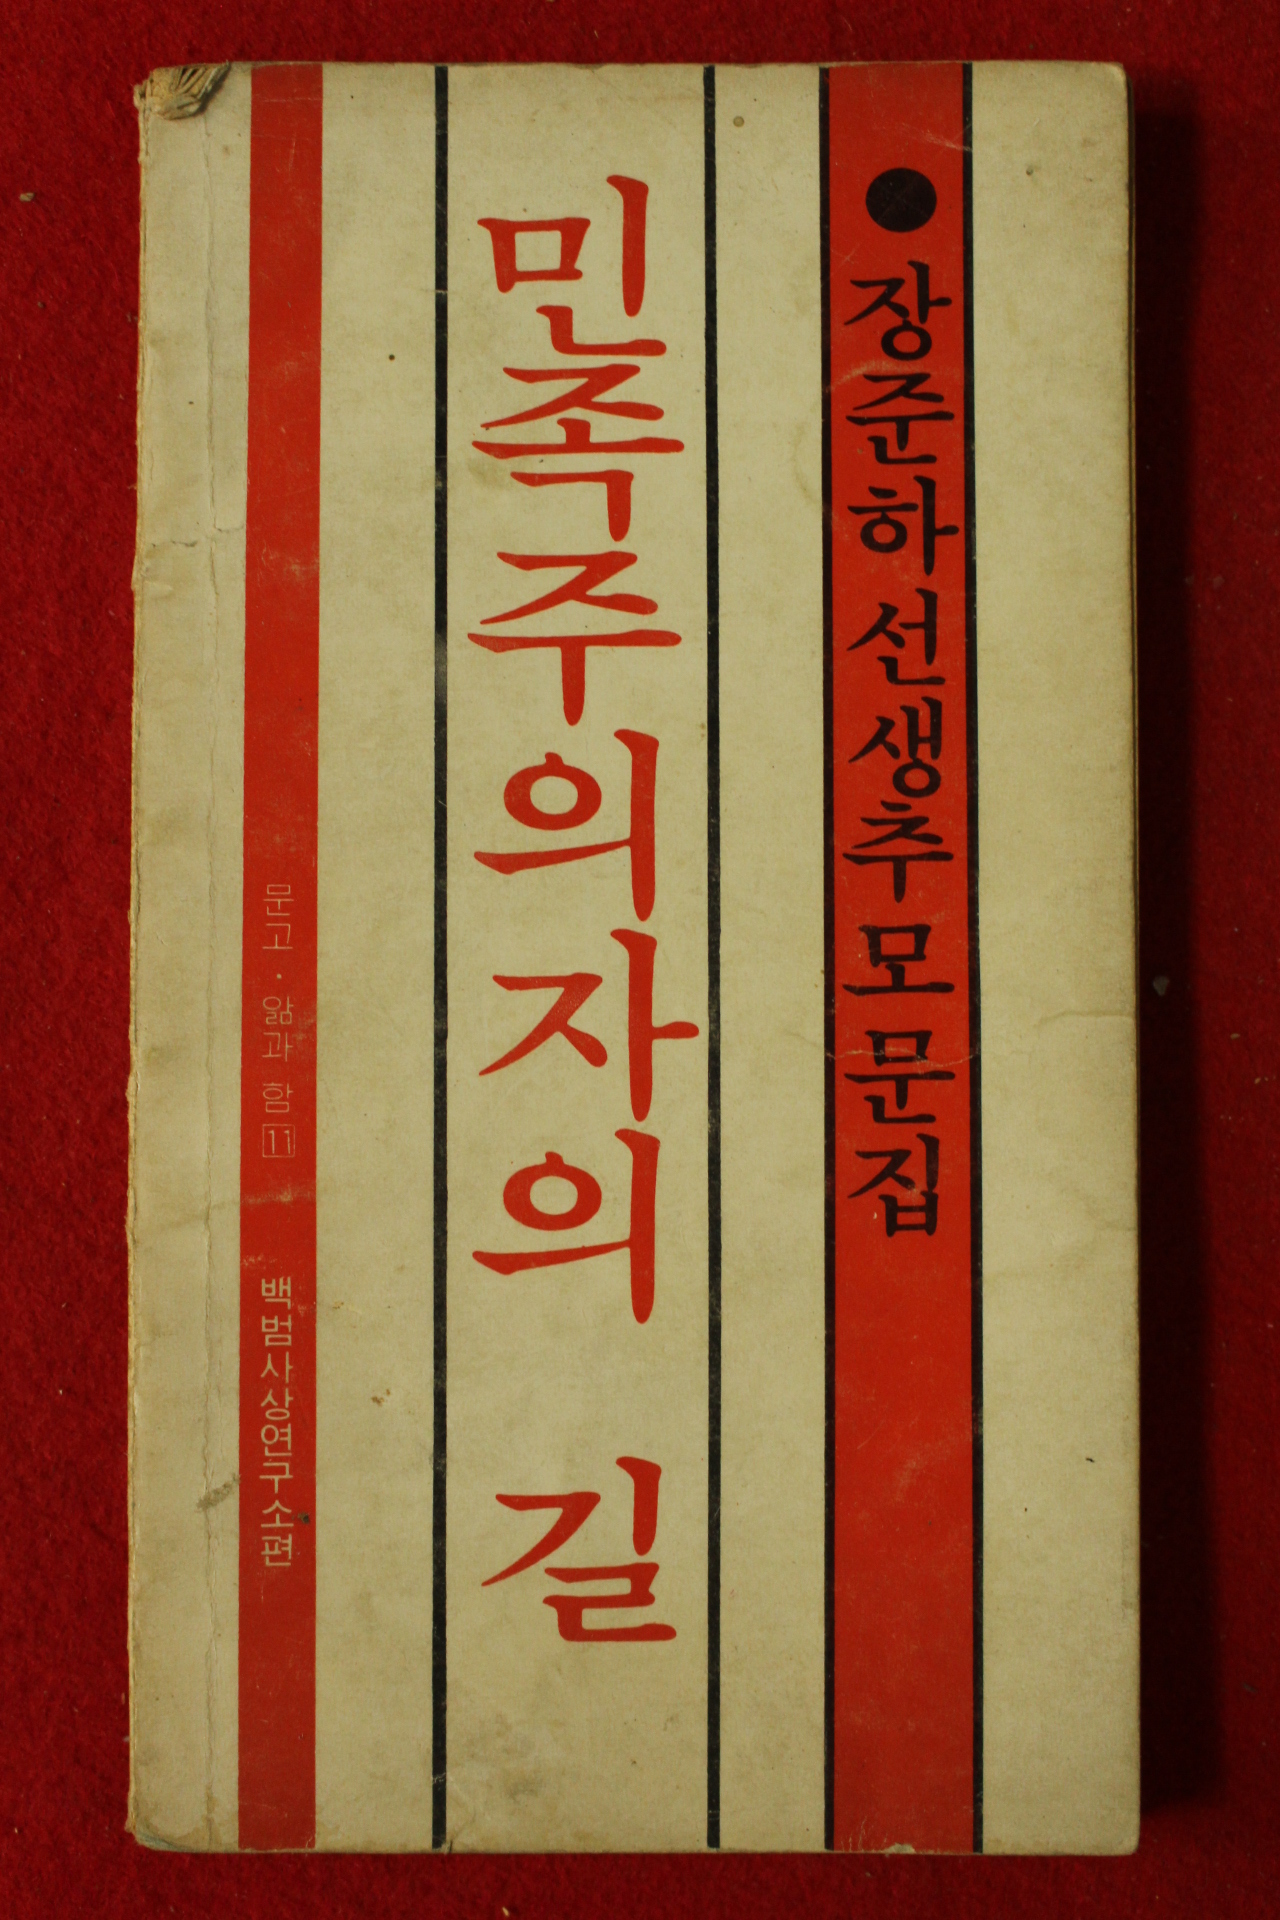 ● 장준하선생추모문집
민족주의자의 길
문고·앎과 함 11
백범사상연구소편